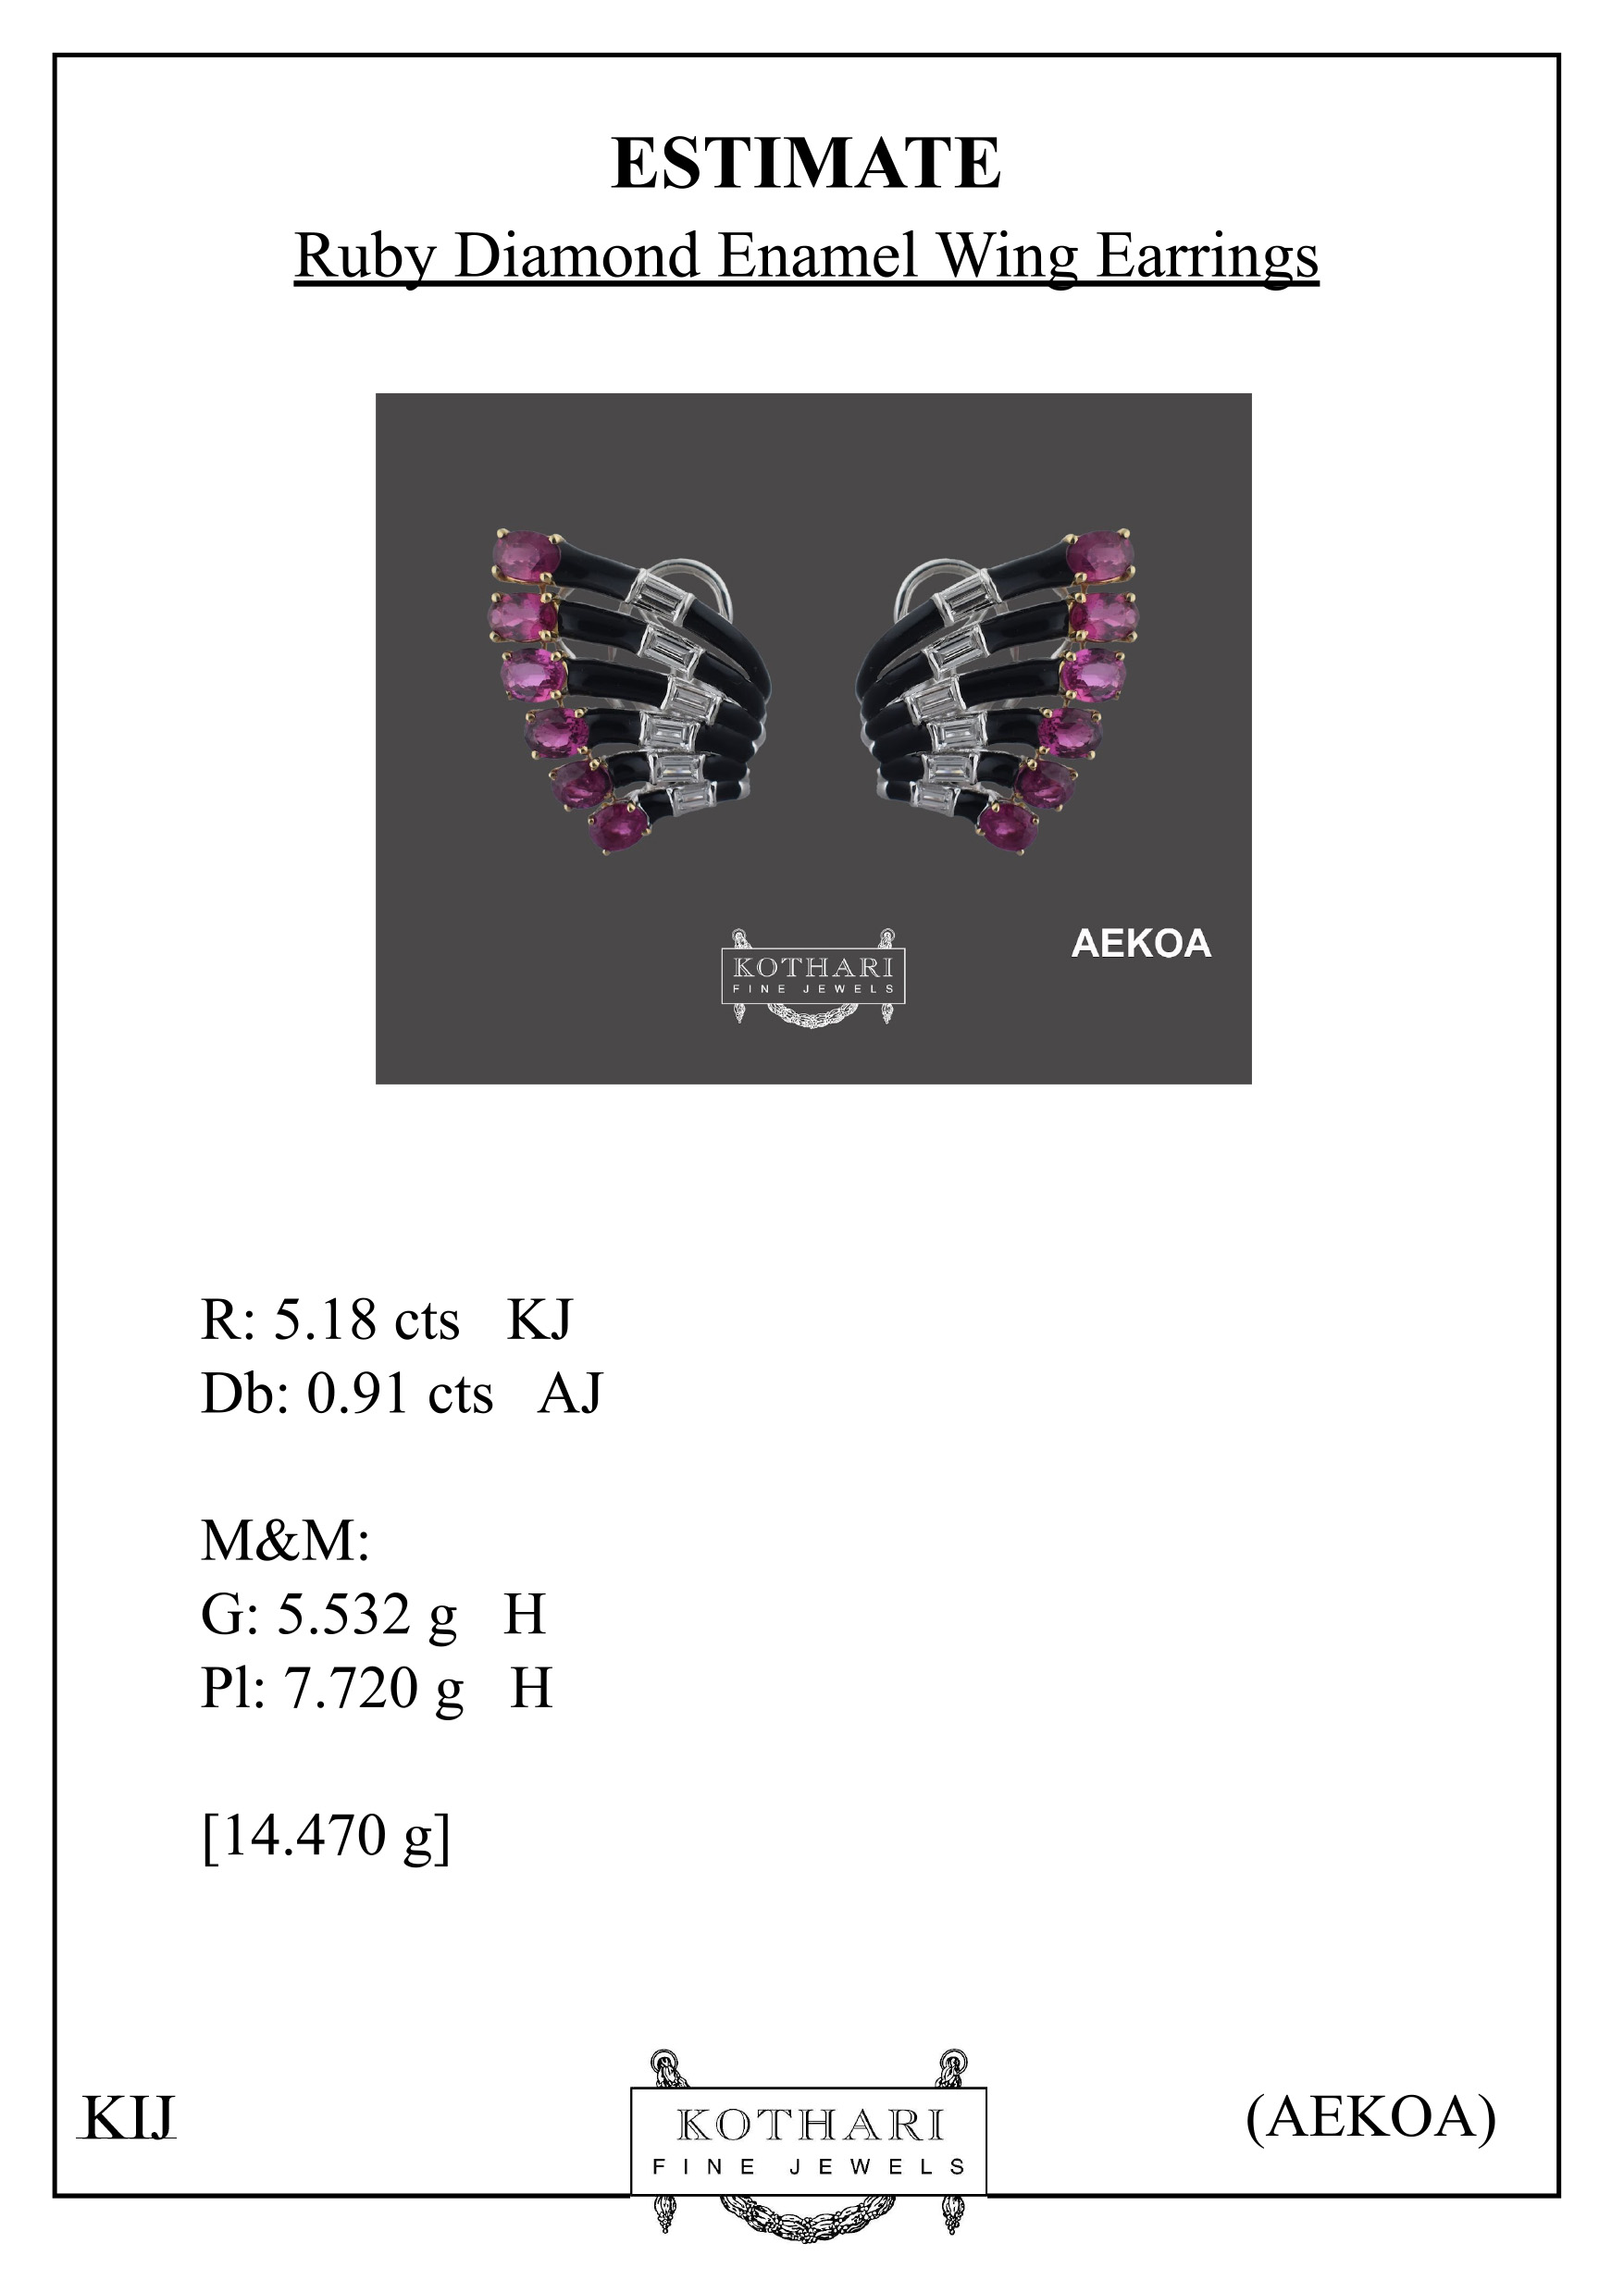 ESTIMATE
Ruby Diamond Enamel Wing Earrings
AEKOA
KOTHARI
FINE JEWELS
R: 5.18 cts KJ
Db: 0.91 cts AJ
M&M:
G: 5.532 g H
Pl: 7.720 g H
[14.470 g]
KIJ
KOTHARI
FINE JEWELS
(AEKOA)